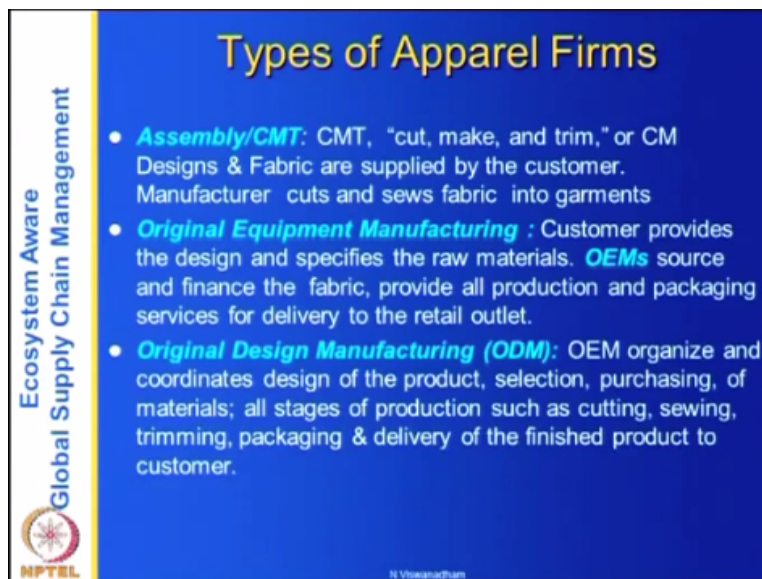 Types of Apparel Firms
Ecosystem Aware
Global Supply Chain Management
Assembly/CMT: CMT, “cut, make, and trim,” or CM
Designs & Fabric are supplied by the customer.
Manufacturer cuts and sews fabric into garments
Original Equipment Manufacturing : Customer provides
the design and specifies the raw materials. OEMs source
and finance the fabric, provide all production and packaging
services for delivery to the retail outlet.
Original Design Manufacturing (ODM): OEM organize and
coordinates design of the product, selection, purchasing, of
materials; all stages of production such as cutting, sewing,
trimming, packaging & delivery of the finished product to
customer.
NPTEL
N.Viswanadham